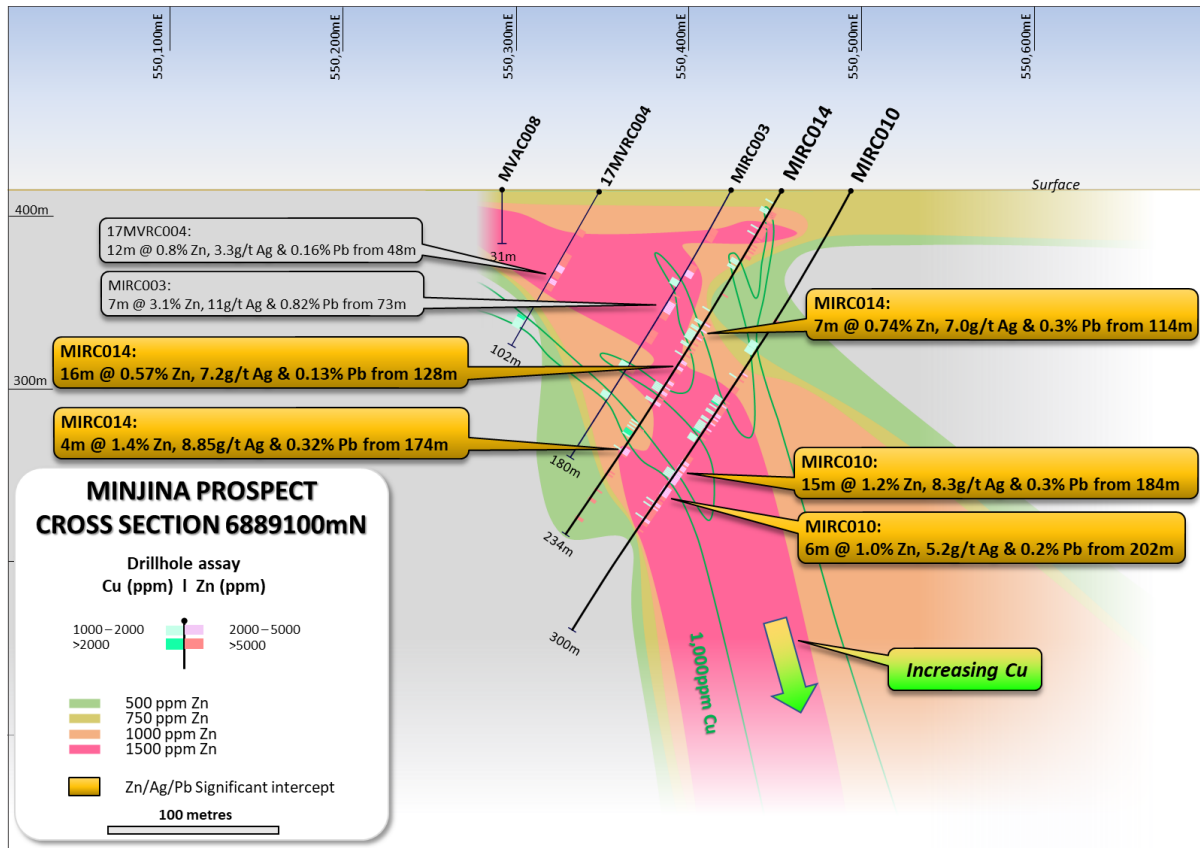 550,100mE
550,200mE
550,300mE
550,400mE
550,500mE
550,600mE
MVAC008
17MVRC004
MIRC003
MIRC014
MIRC010
Surface
400m
300m
31m
102m
180m
234m
300m
17MVRC004:
12m @ 0.8% Zn, 3.3g/t Ag & 0.16% Pb from 48m
MIRC003:
7m @ 3.1% Zn, 11g/t Ag & 0.82% Pb from 73m
MIRC014:
7m @ 0.74% Zn, 7.0g/t Ag & 0.3% Pb from 114m
MIRC014:
16m @ 0.57% Zn, 7.2g/t Ag & 0.13% Pb from 128m
MIRC014:
4m @ 1.4% Zn, 8.85g/t Ag & 0.32% Pb from 174m
MIRC010:
15m @ 1.2% Zn, 8.3g/t Ag & 0.3% Pb from 184m
MIRC010:
6m @ 1.0% Zn, 5.2g/t Ag & 0.2% Pb from 202m
1,000ppm Cu
Increasing Cu
MINJINA PROSPECT
CROSS SECTION 6889100mN
Drillhole assay
Cu (ppm) I Zn (ppm)
1000–2000 2000–5000
>2000 >5000
500 ppm Zn
750 ppm Zn
1000 ppm Zn
1500 ppm Zn
Zn/Ag/Pb Significant intercept
100 metres